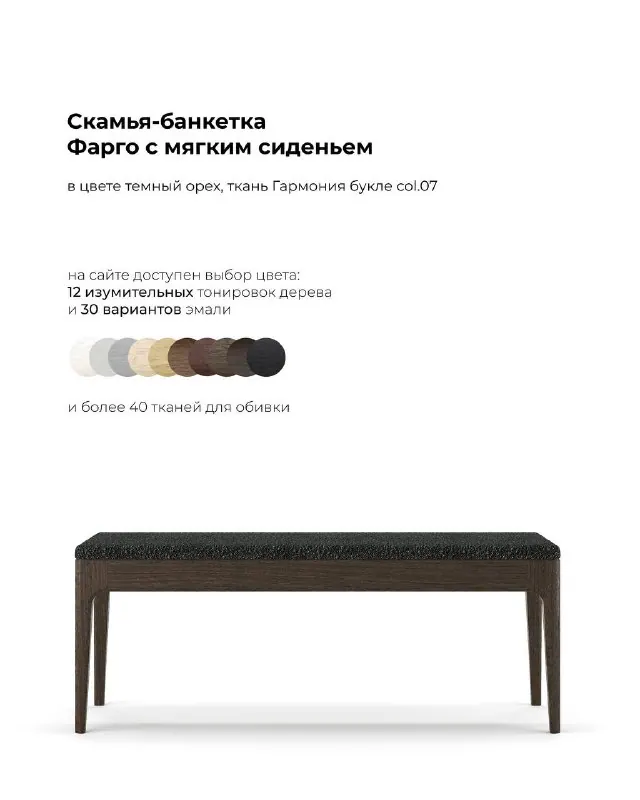 Скамья-банкетка
Фарго с мягким сиденьем
в цвете темный орех, ткань Гармония букле col.07
на сайте доступен выбор цвета:
12 изумительных тонировок дерева
и 30 вариантов эмали
и более 40 тканей для обивки